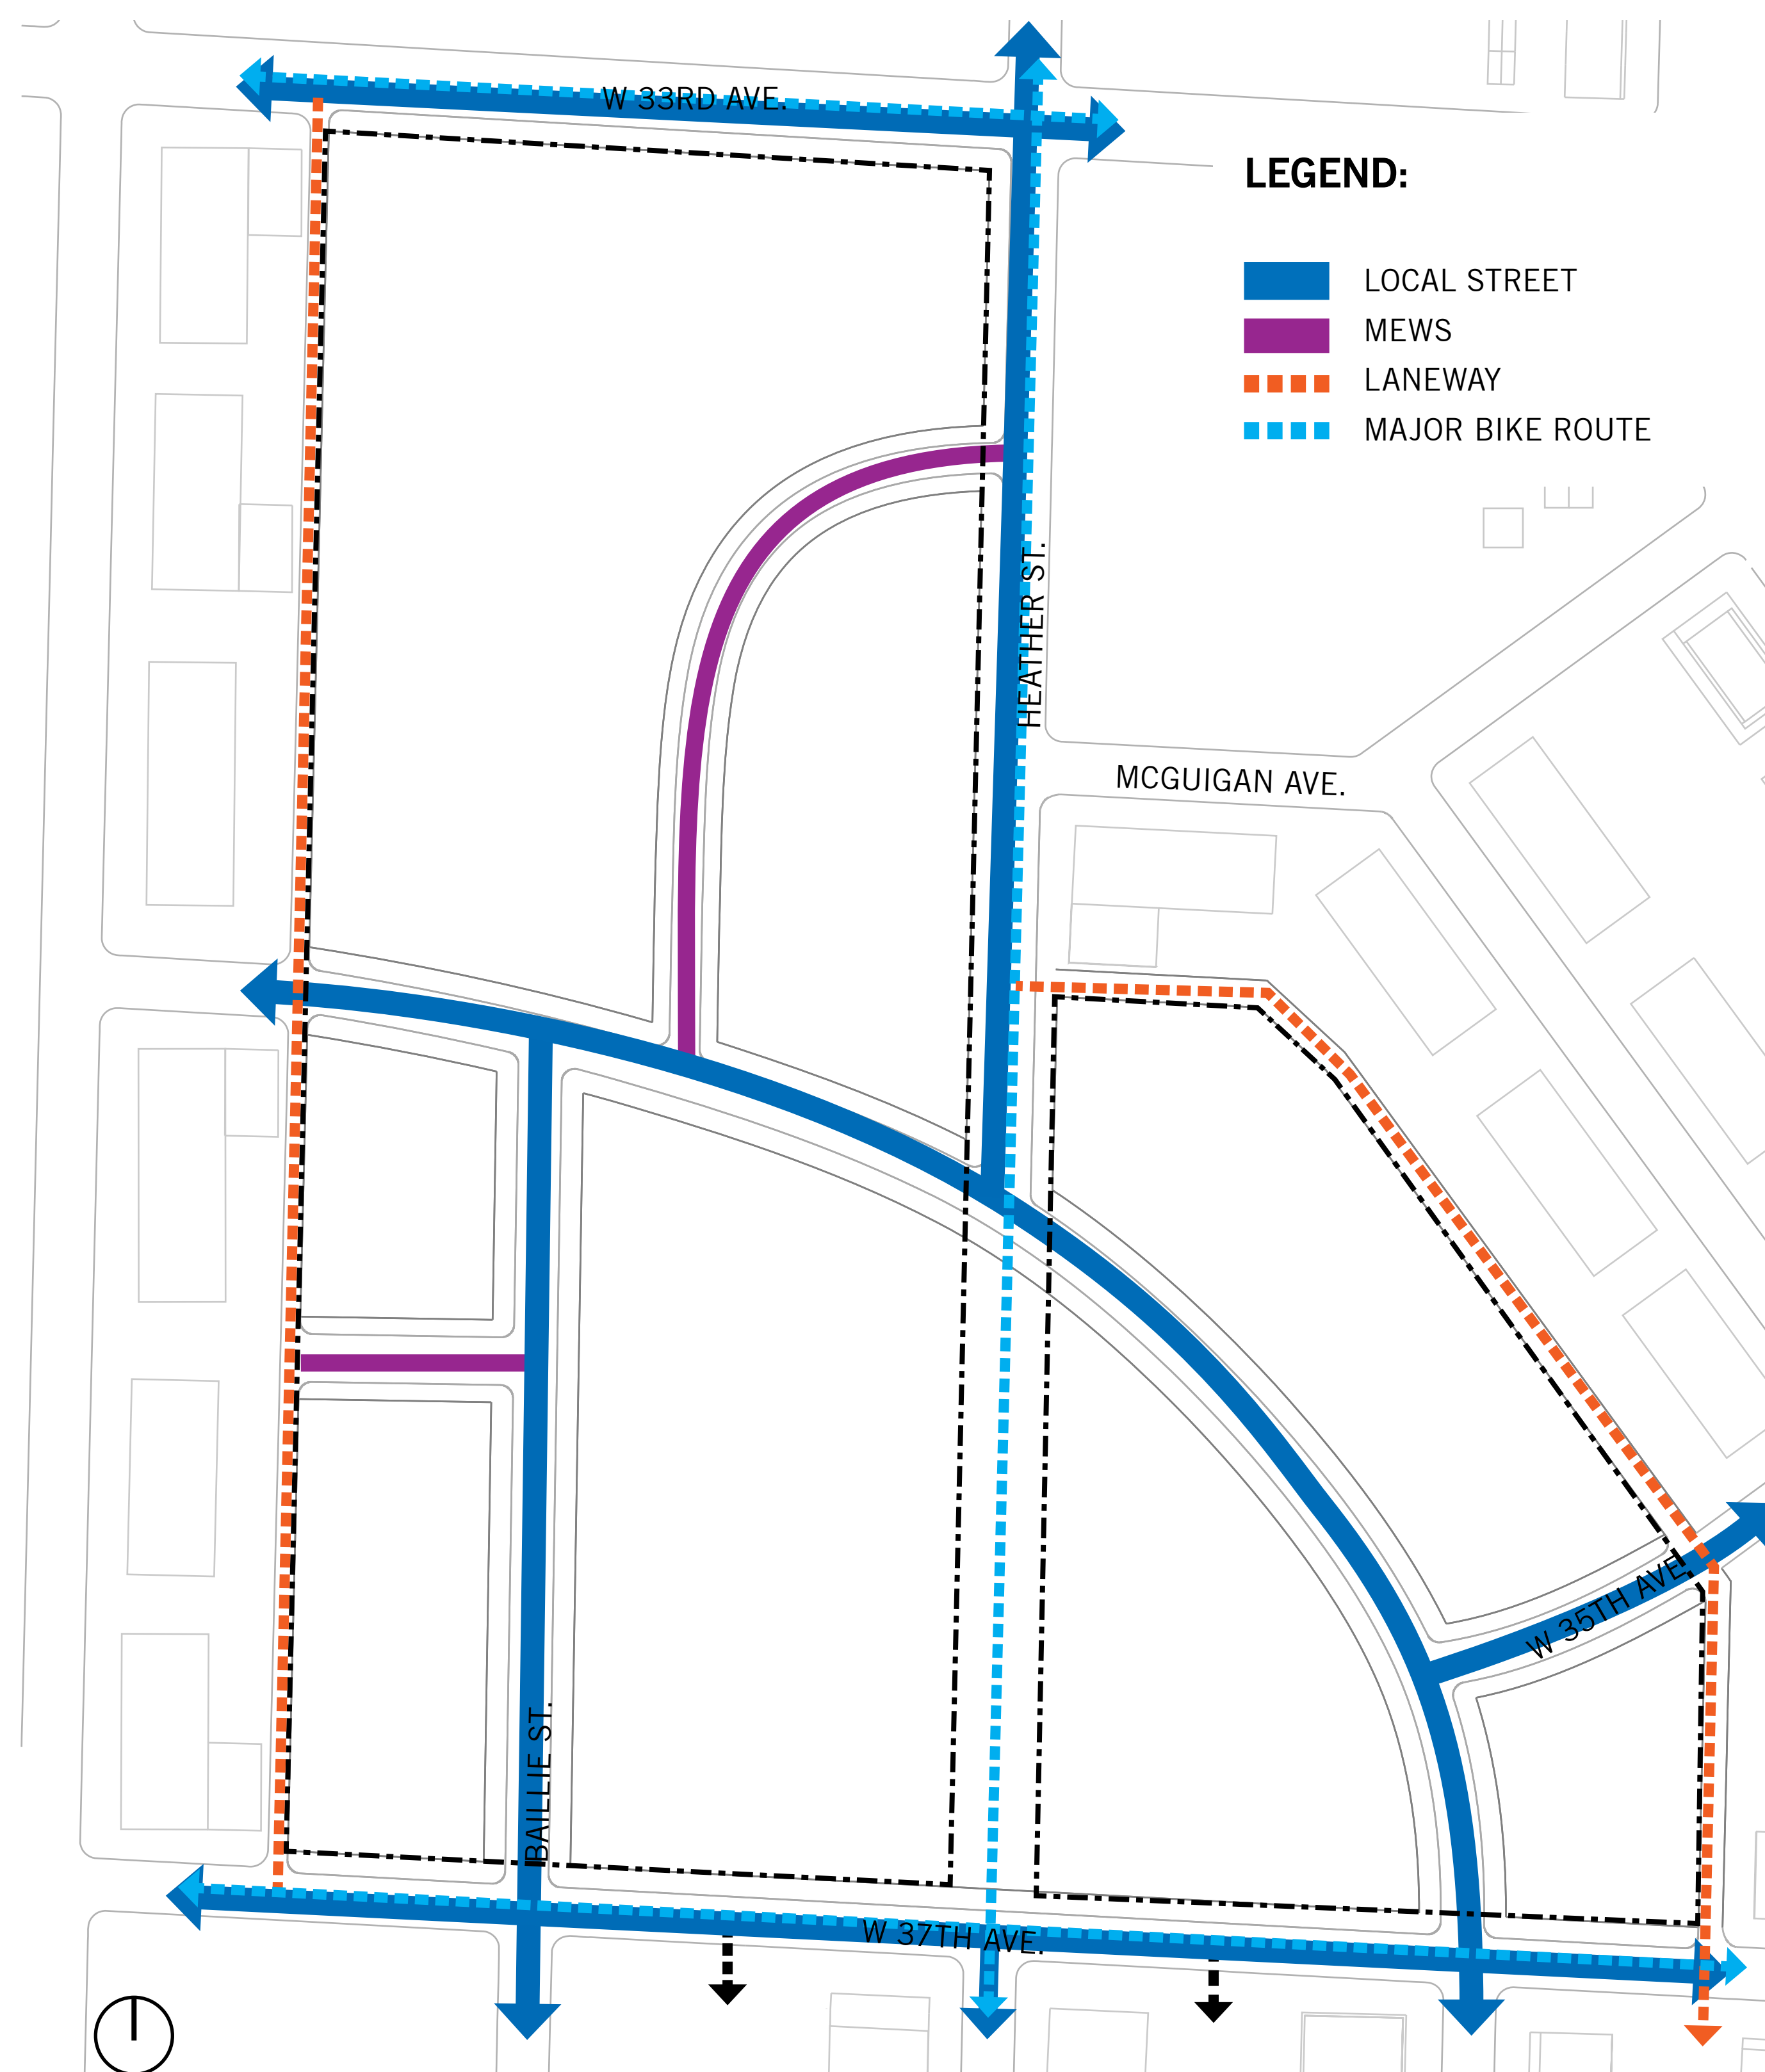 W 33RD AVE.
LEGEND:
LOCAL STREET
MEWS
LANEWAY
MAJOR BIKE ROUTE
HEATHER ST.
MCGUIGAN AVE.
W 35TH AVE.
BAILLIE ST.
W 37TH AVE.